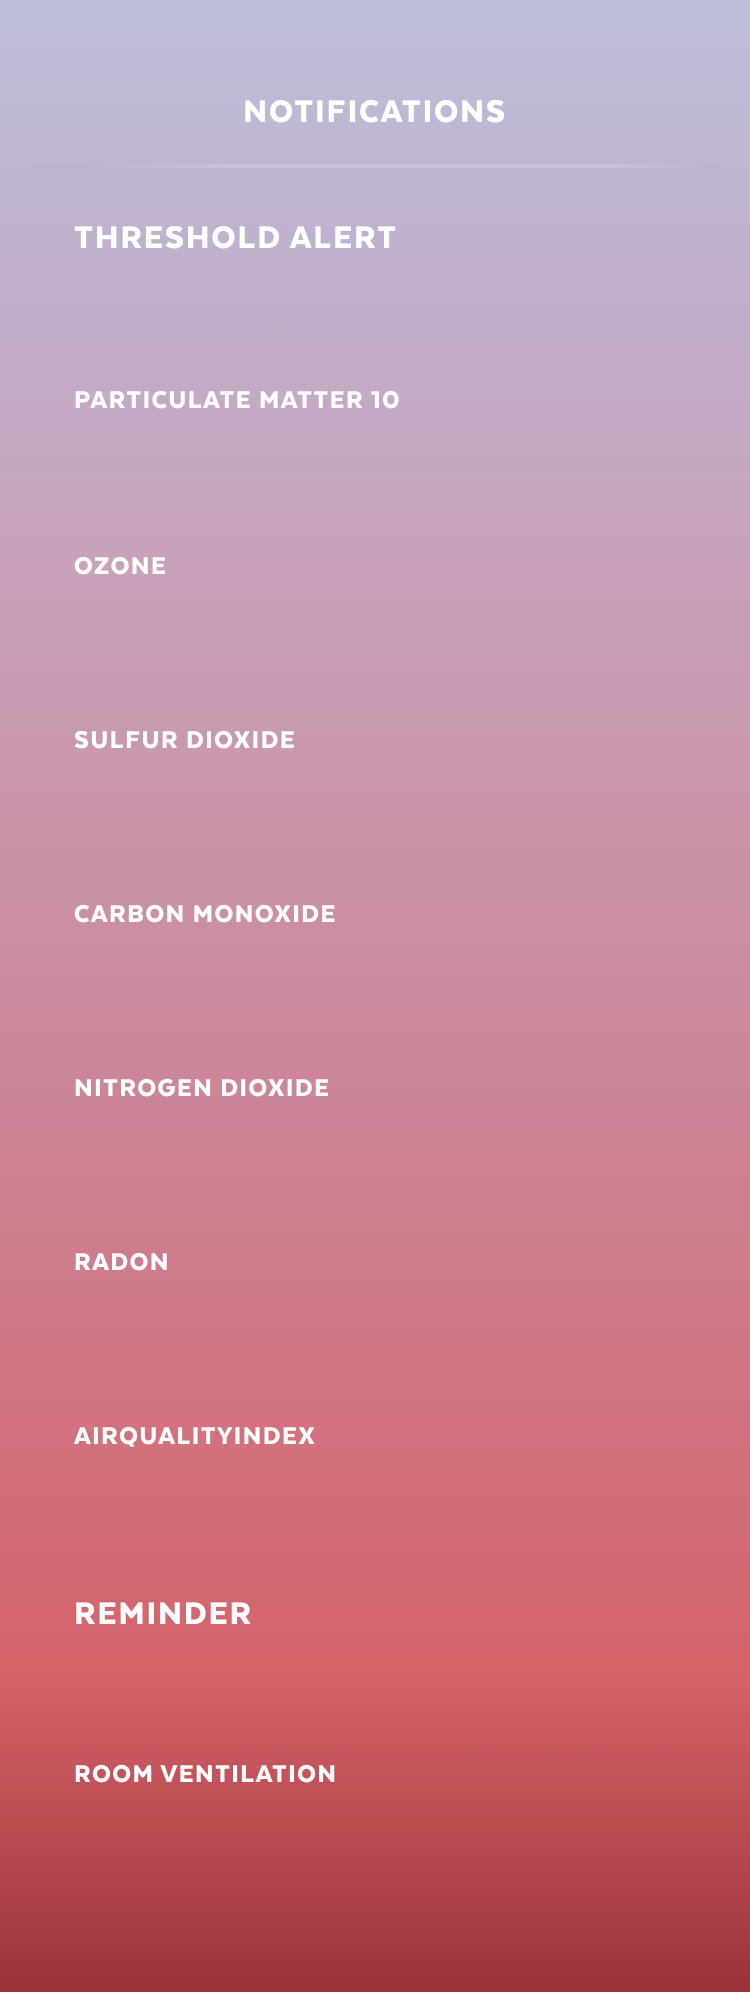 NOTIFICATIONS
THRESHOLD ALERT
PARTICULATE MATTER 10
OZONE
SULFUR DIOXIDE
CARBON MONOXIDE
NITROGEN DIOXIDE
RADON
AIRQUALITYINDEX
REMINDER
ROOM VENTILATION